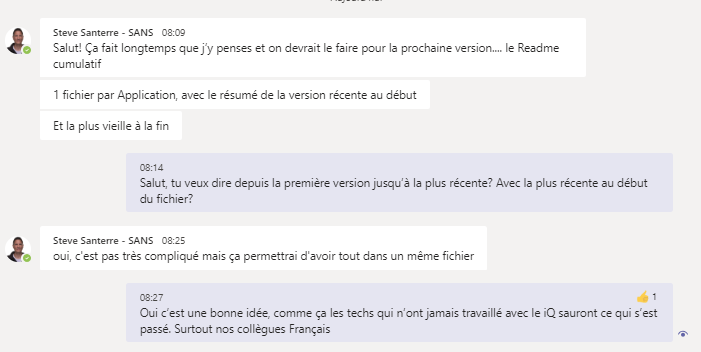 Steve Santerre - SANS 08:09
Salut! Ça fait longtemps que j'y penses et on devrait le faire pour la prochaine version.... le Readme
cumulatif
1 fichier par Application, avec le résumé de la version récente au début
Et la plus vieille à la fin
08:14
Salut, tu veux dire depuis la première version jusqu'à la plus récente? Avec la plus récente au début
du fichier?
Steve Santerre - SANS 08:25
oui, c'est pas très compliqué mais ça permettrai d'avoir tout dans un même fichier
08:27
👍 1
Oui c'est une bonne idée, comme ça les techs qui n'ont jamais travaillé avec le iQ sauront ce qui s'est
passé. Surtout nos collègues Français